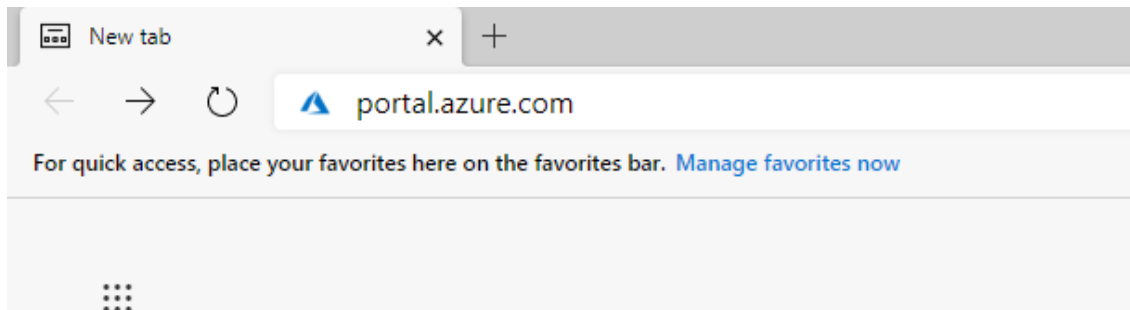 New tab
portal.azure.com
For quick access, place your favorites here on the favorites bar. Manage favorites now